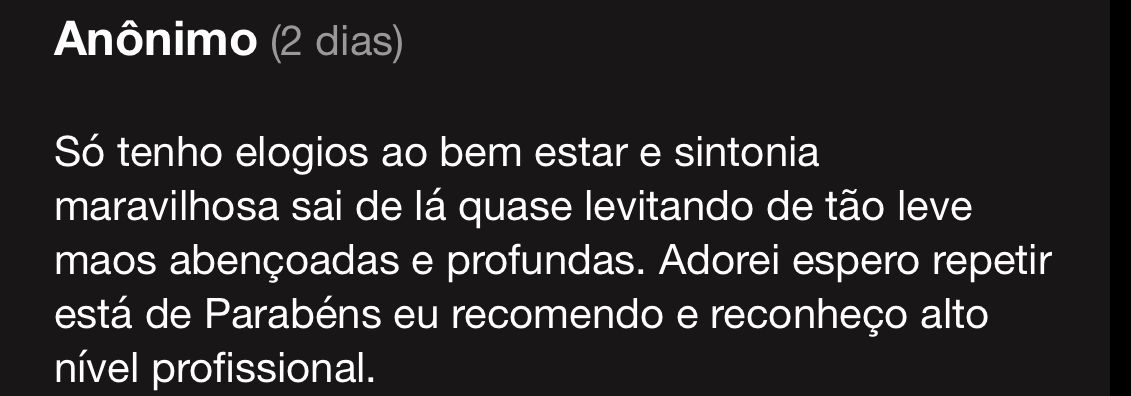 Anônimo (2 dias)
Só tenho elogios ao bem estar e sintonia
maravilhosa sai de lá quase levitando de tão leve
maos abençoadas e profundas. Adorei espero repetir
está de Parabéns eu recomendo e reconheço alto
nível profissional.